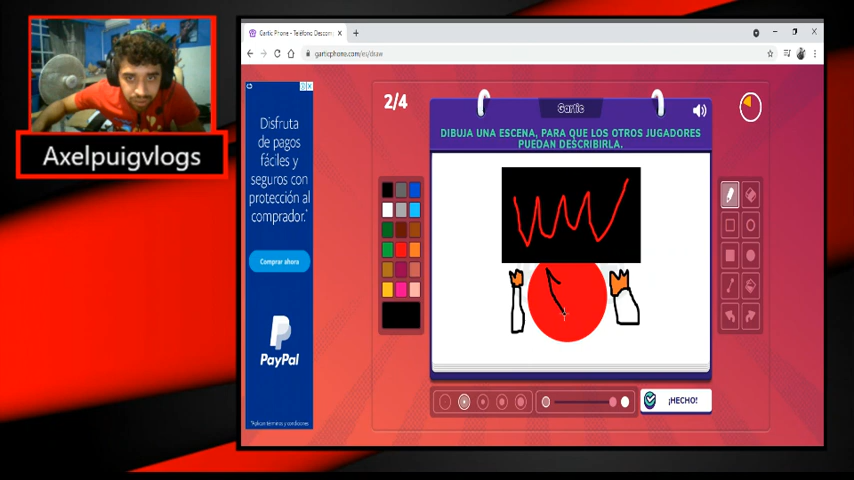 Gartic Phone - Teléfono Descom
garticphone.com/es/draw
2/4
Gartic
DIBUJA UNA ESCENA, PARA QUE LOS OTROS JUGADORES
PUEDAN DESCRIBIRLA.
Axelpuigvlogs
Disfruta
de pagos
fáciles y
seguros con
protección al
comprador.*
Comprar ahora
PayPal
*Aplican términos y condiciones
¡HECHO!